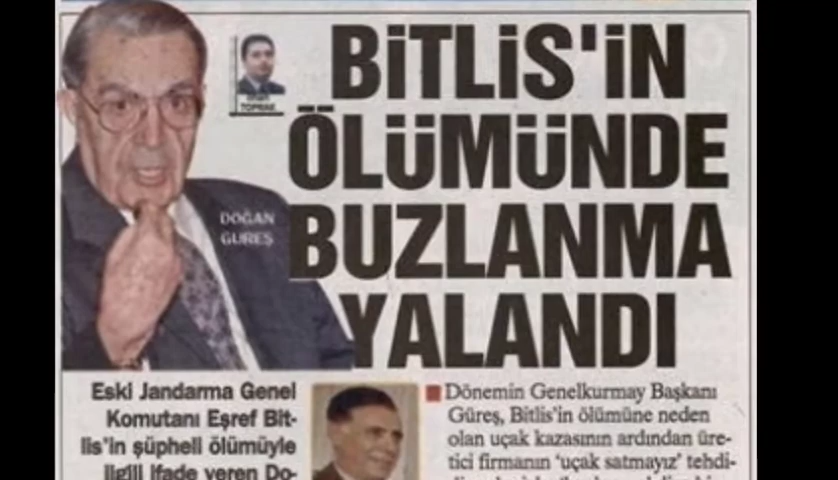 BİTLİS'İN
ÖLÜMÜNDE
BUZLANMA
YALANDI
TOPRAK
DOĞAN
GÜREŞ
Eski Jandarma Genel
Komutanı Eşref Bit-
lis'in şüpheli ölümüyle
ilgili ifade veren Do-
Dönemin Genelkurmay Başkanı
Güreş, Bitlis'in ölümüne neden
olan uçak kazasının ardından üre-
tici firmanın 'uçak satmayız' tehdi-